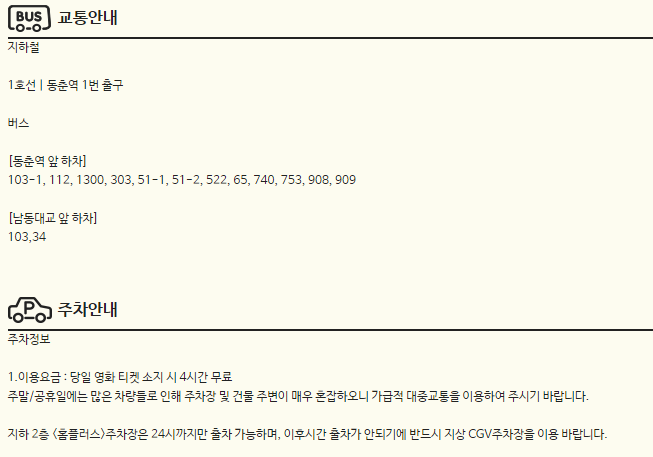 BUS 교통안내
지하철
1호선 | 동춘역 1번 출구
버스
[동춘역 앞 하차]
103-1, 112, 1300, 303, 51-1, 51-2, 522, 65, 740, 753, 908, 909
[남동대교 앞 하차]
103,34
P 주차안내
주차정보
1.이용요금 : 당일 영화 티켓 소지 시 4시간 무료
주말/공휴일에는 많은 차량들로 인해 주차장 및 건물 주변이 매우 혼잡하오니 가급적 대중교통을 이용하여 주시기 바랍니다.
지하 2층 <홈플러스>주차장은 24시까지만 출차 가능하며, 이후시간 출차가 안되기에 반드시 지상 CGV주차장을 이용 바랍니다.